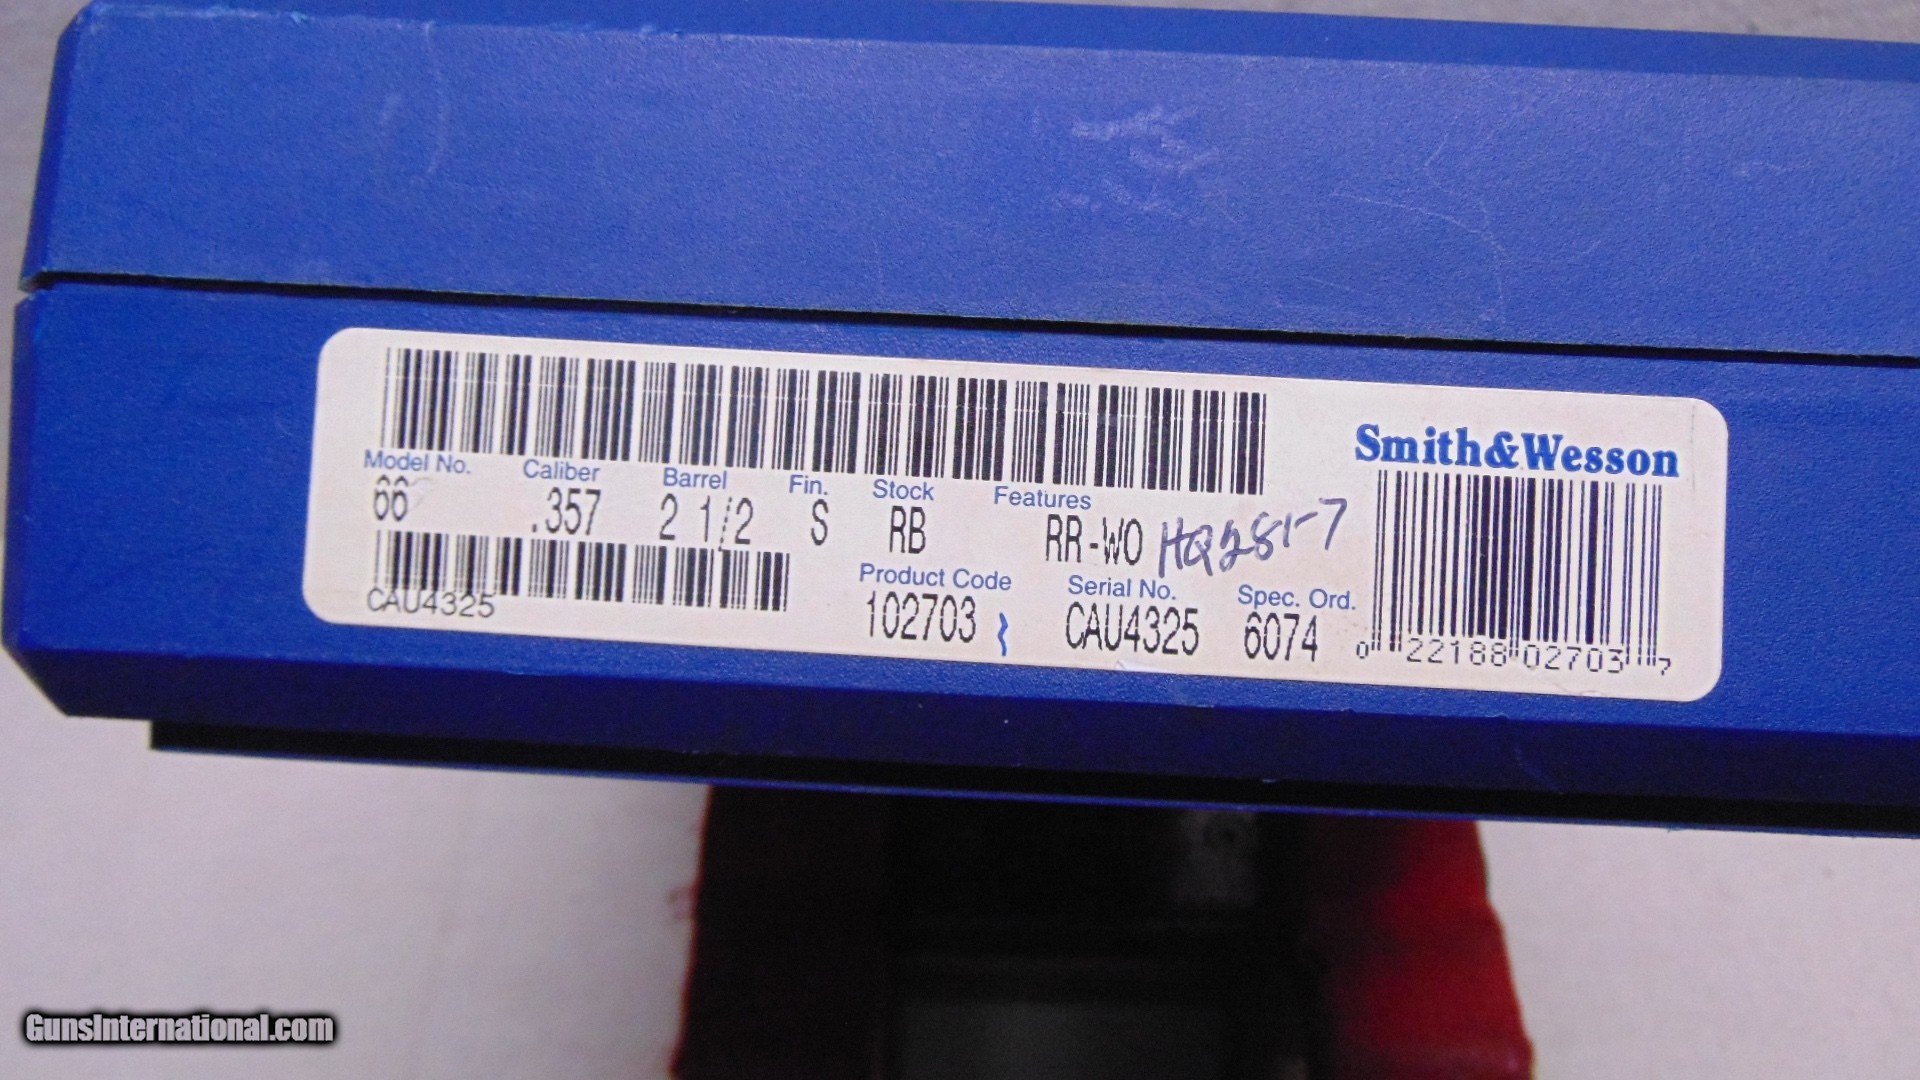 Smith&Wesson
Model No. Caliber Barrel Fin. Stock Features
66 .357 2 1/2 S RB RR-WO HQ281-7
Product Code Serial No. Spec. Ord.
CAU4325 102703 CAU4325 6074
0 22188 02703 7
GunsInternational.com